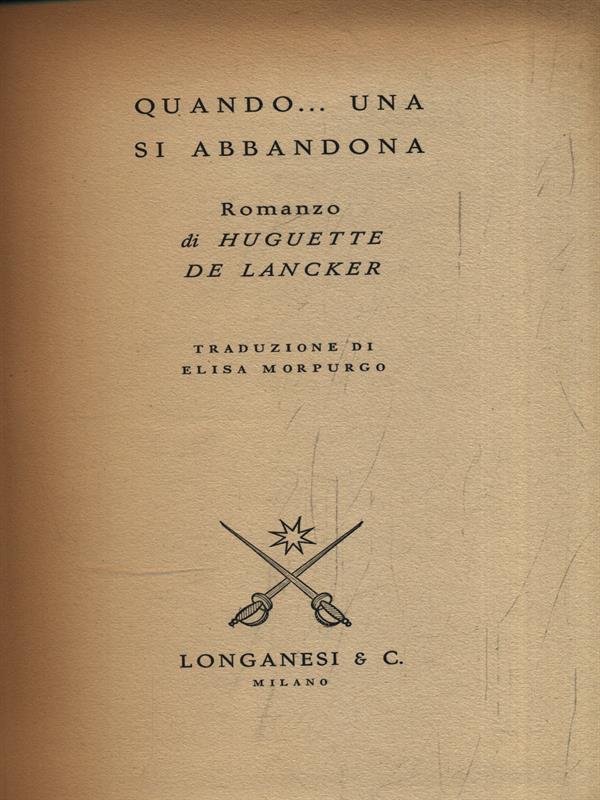 QUANDO... UNA
SI ABBANDONA
Romanzo
di HUGUETTE
DE LANCKER
TRADUZIONE DI
ELISA MORPURGO
LONGANESI & C.
MILANO